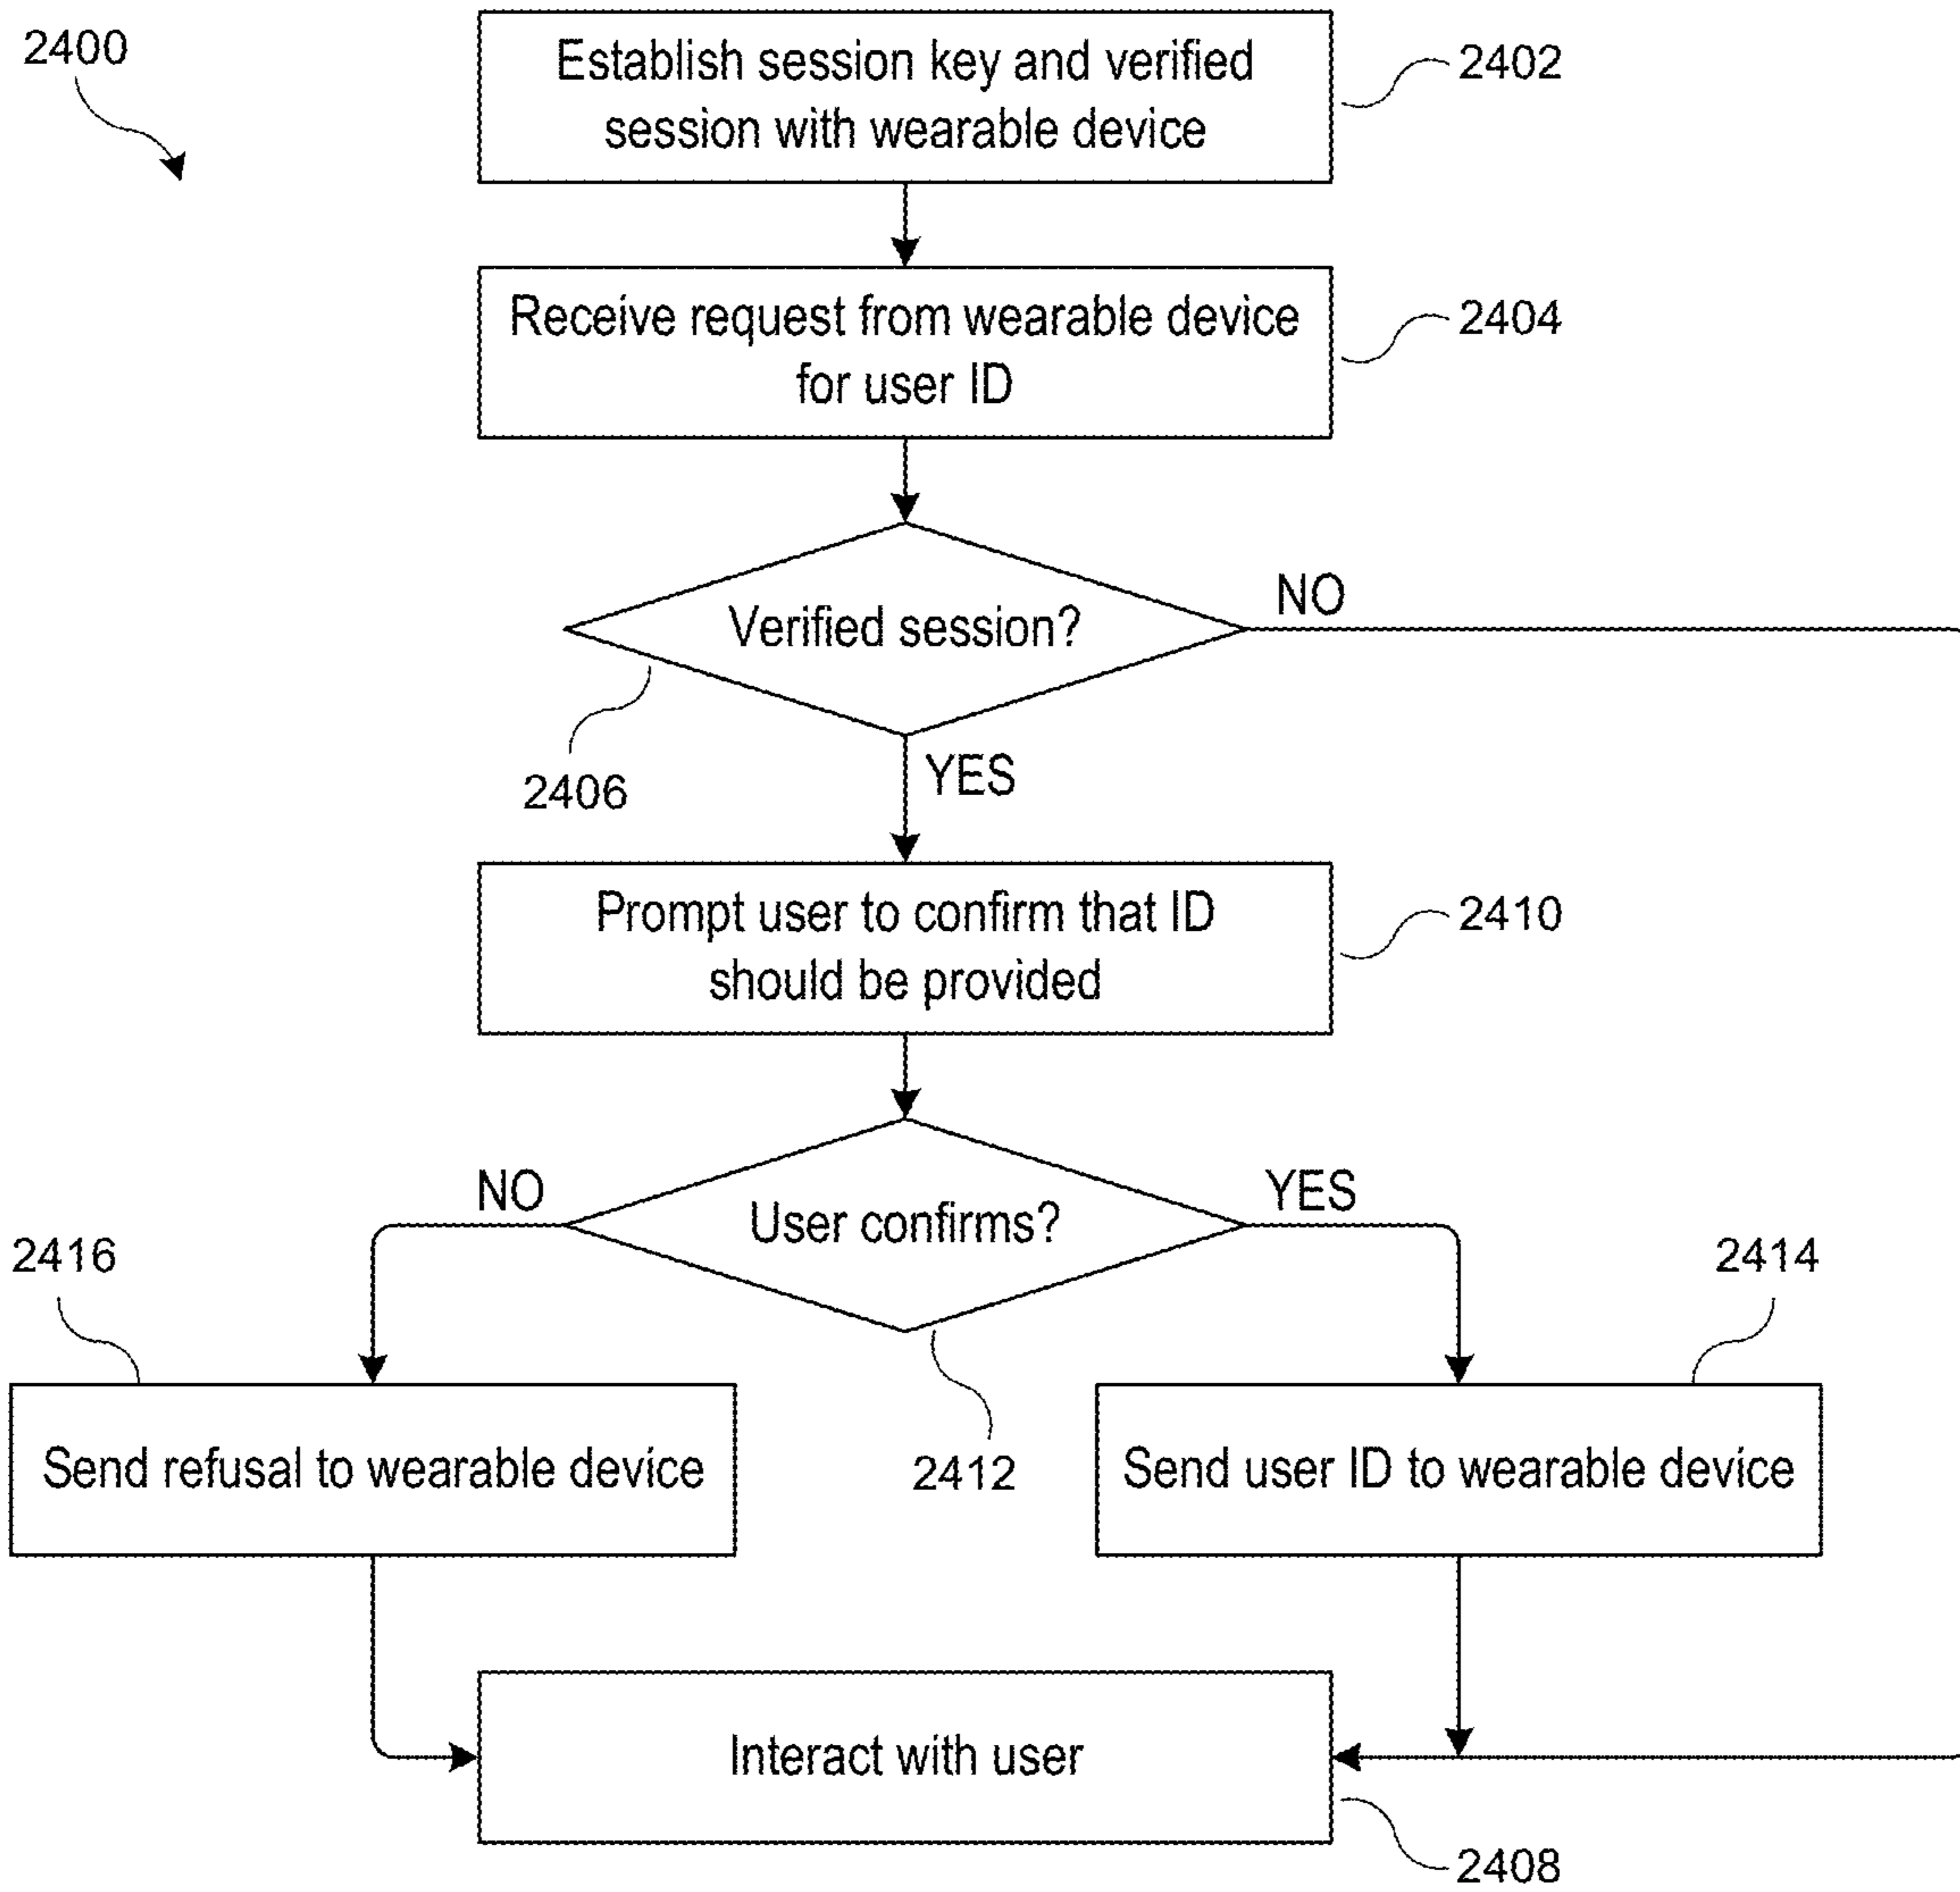 2400
Establish session key and verified
session with wearable device
2402
Receive request from wearable device
for user ID
2404
Verified session?
NO
2406
YES
Prompt user to confirm that ID
should be provided
2410
NO
User confirms?
YES
2416
2414
2412
Send refusal to wearable device
Send user ID to wearable device
Interact with user
2408